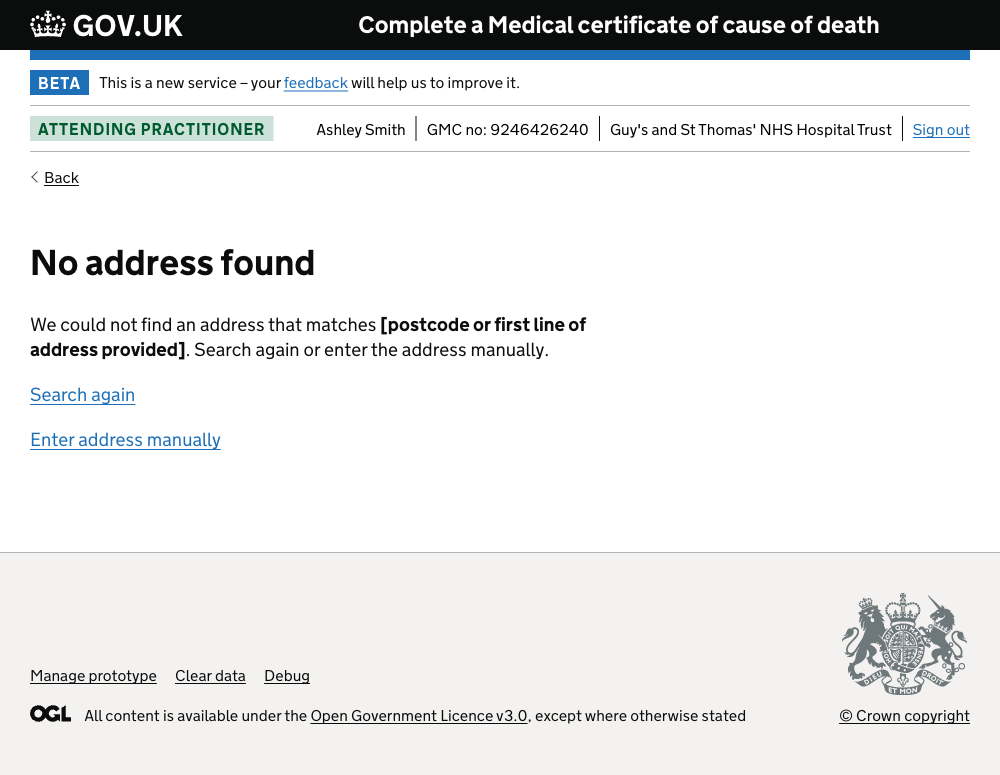 GOV.UK
Complete a Medical certificate of cause of death
BETA This is a new service – your feedback will help us to improve it.
ATTENDING PRACTITIONER Ashley Smith GMC no: 9246426240 Guy's and St Thomas' NHS Hospital Trust Sign out
Back
No address found
We could not find an address that matches [postcode or first line of
address provided]. Search again or enter the address manually.
Search again
Enter address manually
Manage prototype Clear data Debug
OGL All content is available under the Open Government Licence v3.0, except where otherwise stated
DIEU ET MON DROIT
© Crown copyright